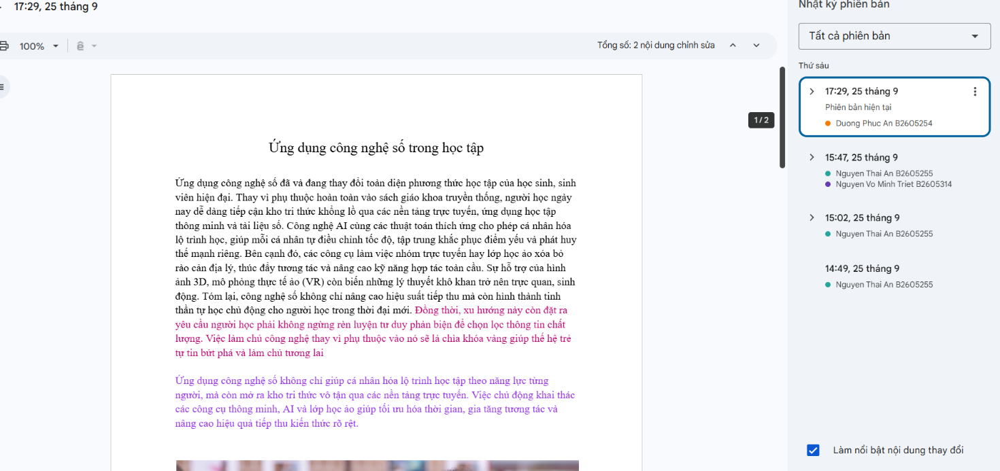 17:29, 25 tháng 9
100%
Tổng số: 2 nội dung chỉnh sửa
1 / 2
Ứng dụng công nghệ số trong học tập
Ứng dụng công nghệ số đã và đang thay đổi toàn diện phương thức học tập của học sinh, sinh
viên hiện đại. Thay vì phụ thuộc hoàn toàn vào sách giáo khoa truyền thống, người học ngày
nay dễ dàng tiếp cận kho tri thức khổng lồ qua các nền tảng trực tuyến, ứng dụng học tập
thông minh và tài liệu số. Công nghệ AI cùng các thuật toán thích ứng cho phép cá nhân hóa
lộ trình học, giúp mỗi cá nhân tự điều chỉnh tốc độ, tập trung khắc phục điểm yếu và phát huy
thế mạnh riêng. Bên cạnh đó, các công cụ làm việc nhóm trực tuyến hay lớp học ảo xóa bỏ
rào cản địa lý, thúc đẩy tương tác và nâng cao kỹ năng hợp tác toàn cầu. Sự hỗ trợ của hình
ảnh 3D, mô phỏng thực tế ảo (VR) còn biến những lý thuyết khô khan trở nên trực quan, sinh
động. Tóm lại, công nghệ số không chỉ nâng cao hiệu suất tiếp thu mà còn hình thành tinh
thần tự học chủ động cho người học trong thời đại mới. Đồng thời, xu hướng này còn đặt ra
yêu cầu người học phải không ngừng rèn luyện tư duy phản biện để chọn lọc thông tin chất
lượng. Việc làm chủ công nghệ thay vì phụ thuộc vào nó sẽ là chìa khóa vàng giúp thế hệ trẻ
tự tin bứt phá và làm chủ tương lai
Ứng dụng công nghệ số không chỉ giúp cá nhân hóa lộ trình học tập theo năng lực từng
người, mà còn mở ra kho tri thức vô tận qua các nền tảng trực tuyến. Việc chủ động khai thác
các công cụ thông minh, AI và lớp học ảo giúp tối ưu hóa thời gian, gia tăng tương tác và
nâng cao hiệu quả tiếp thu kiến thức rõ rệt.
Nhật ký phiên bản
Tất cả phiên bản
Thứ sáu
17:29, 25 tháng 9
Phiên bản hiện tại
Duong Phuc An B2605254
15:47, 25 tháng 9
Nguyen Thai An B2605255
Nguyen Vo Minh Triet B2605314
15:02, 25 tháng 9
Nguyen Thai An B2605255
14:49, 25 tháng 9
Nguyen Thai An B2605255
Làm nổi bật nội dung thay đổi